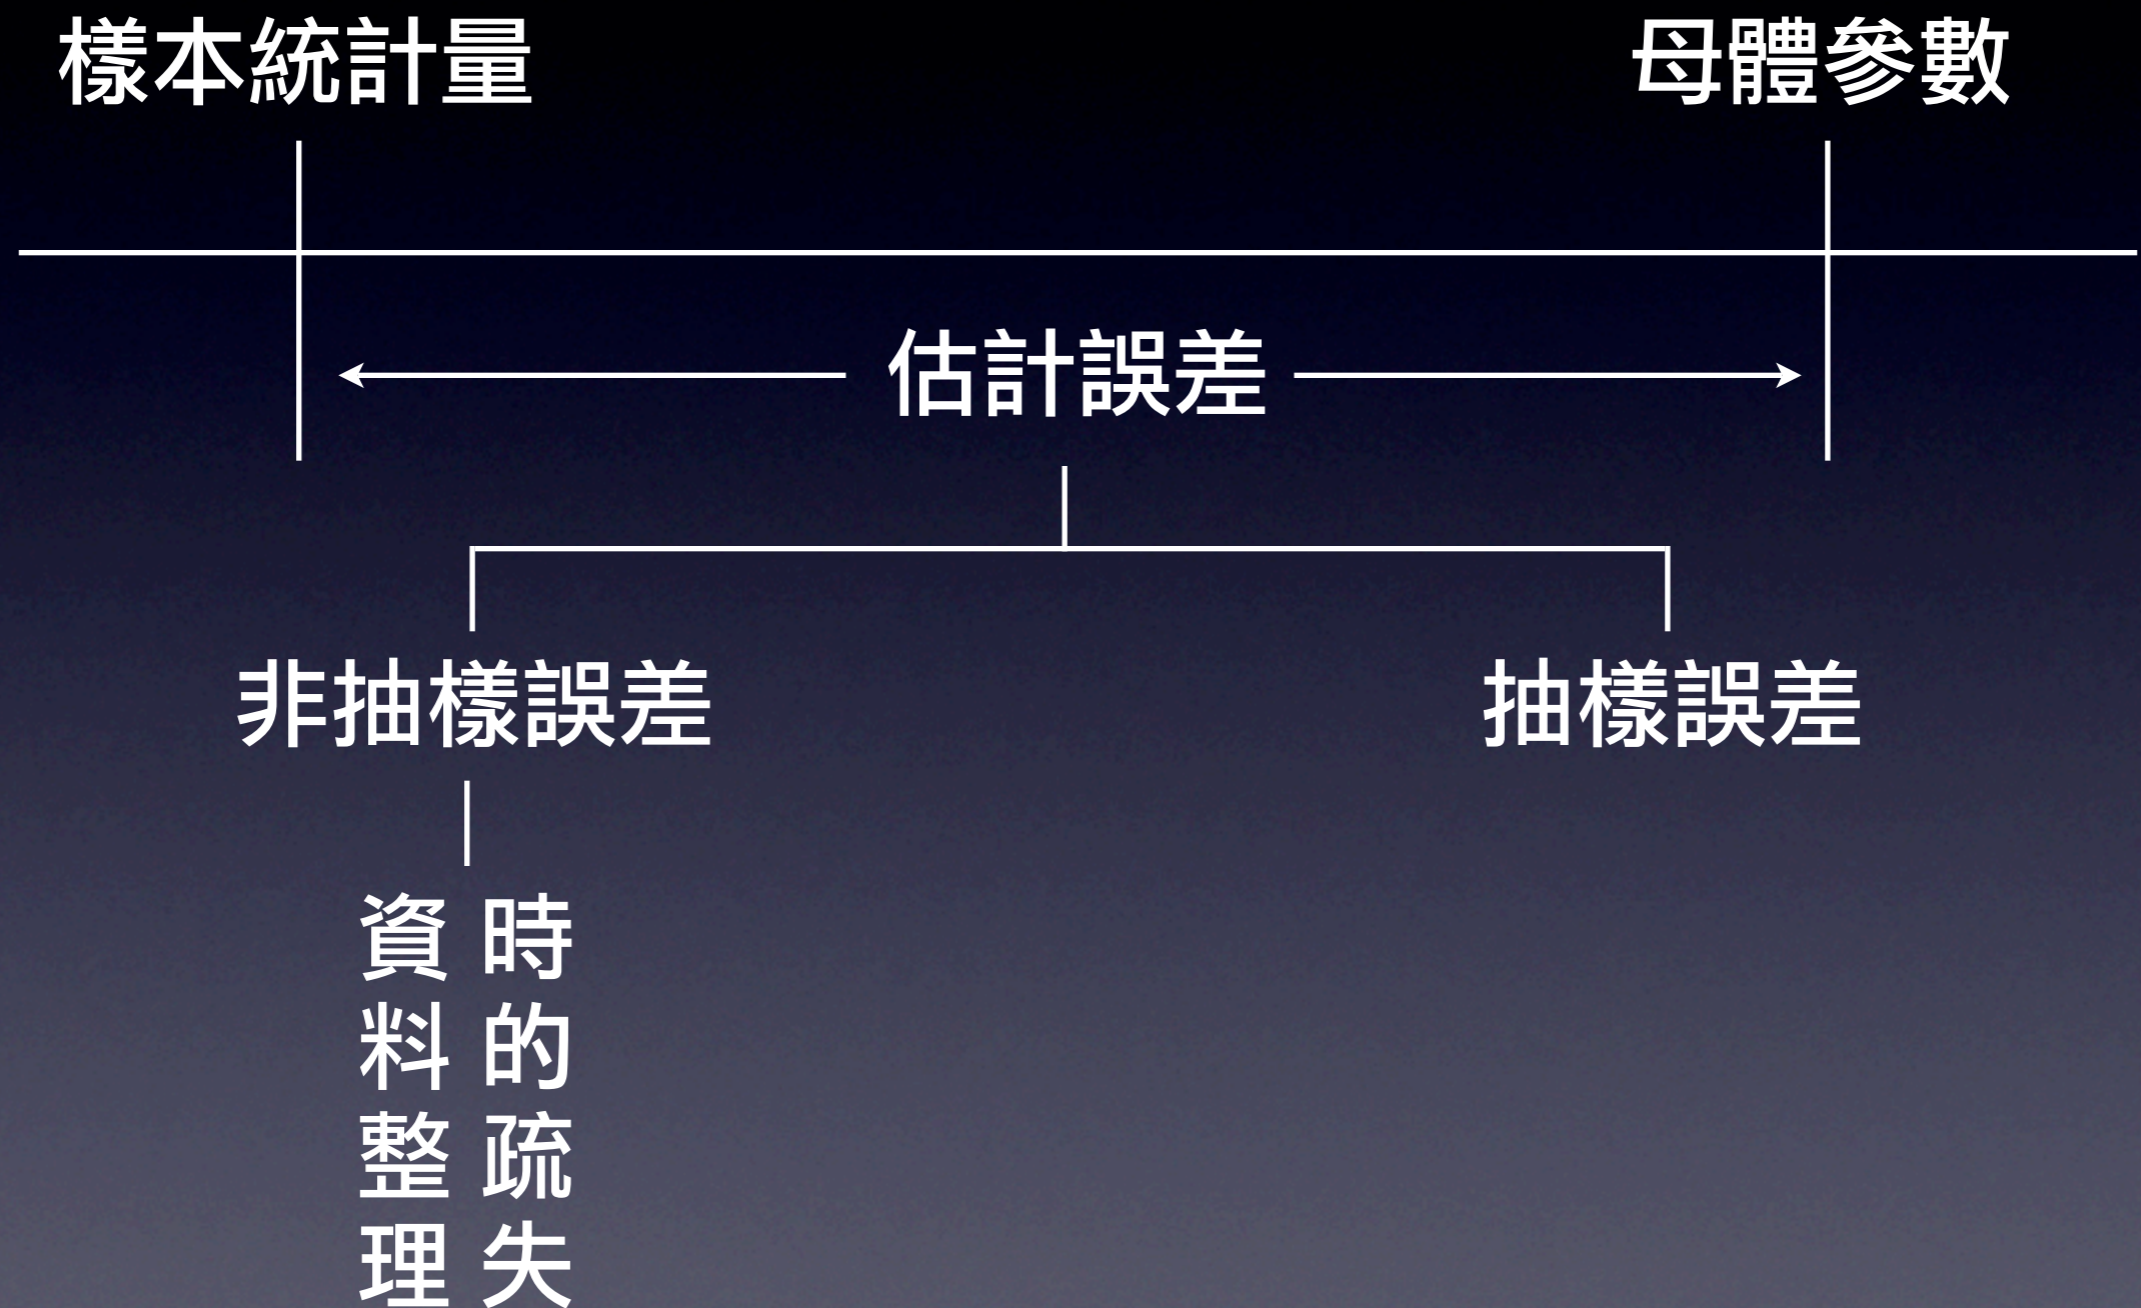 樣本統計量
母體參數
估計誤差
非抽樣誤差
抽樣誤差
資料整理
時的疏失